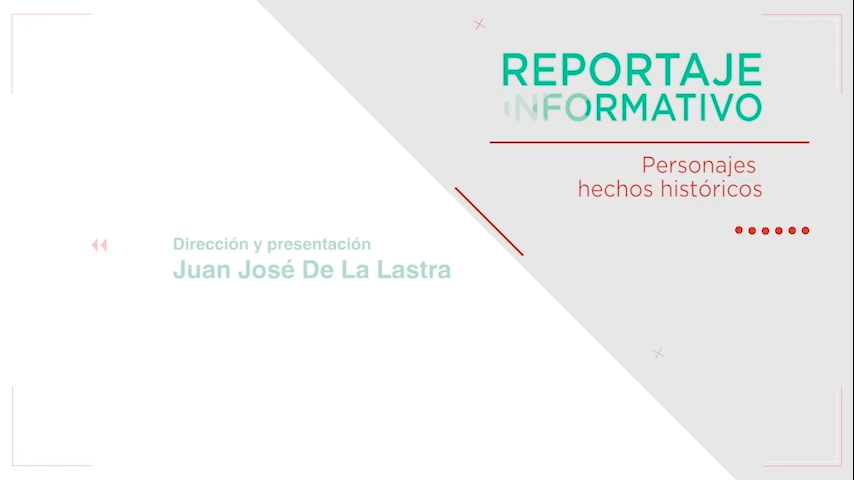 REPORTAJE
INFORMATIVO
Personajes
hechos históricos
Dirección y presentación
Juan José De La Lastra